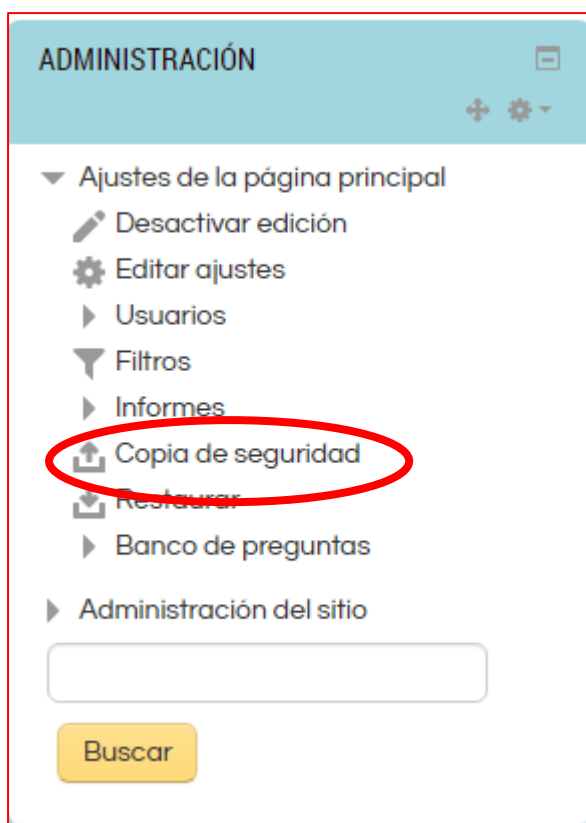 ADMINISTRACIÓN
Ajustes de la página principal
Desactivar edición
Editar ajustes
Usuarios
Filtros
Informes
Copia de seguridad
Restaurar
Banco de preguntas
Administración del sitio
Buscar